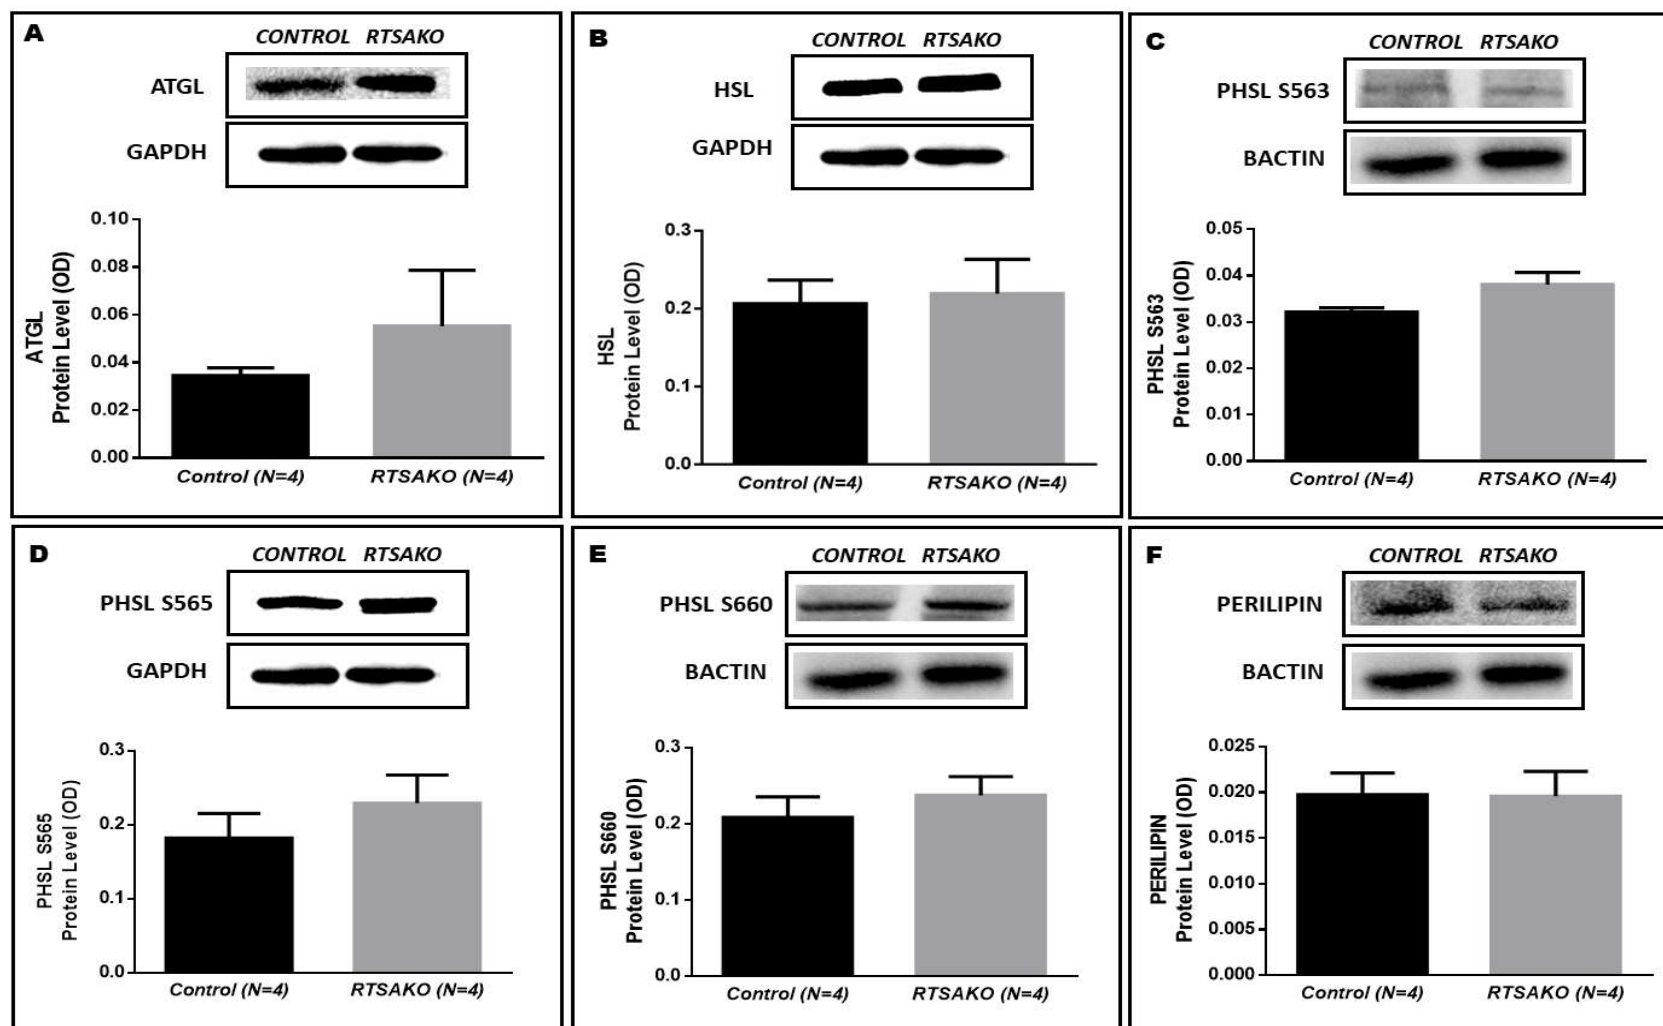 A
CONTROL RTSAKO
ATGL
GAPDH
0.10
0.08
0.06
0.04
0.02
0.00
ATGL
Protein Level (OD)
Control (N=4) RTSAKO (N=4)
B
CONTROL RTSAKO
HSL
GAPDH
0.3
0.2
0.1
0.0
HSL
Protein Level (OD)
Control (N=4) RTSAKO (N=4)
C
CONTROL RTSAKO
PHSL S563
BACTIN
0.05
0.04
0.03
0.02
0.01
0.00
PHSL S563
Protein Level (OD)
Control (N=4) RTSAKO (N=4)
D
CONTROL RTSAKO
PHSL S565
GAPDH
0.3
0.2
0.1
0.0
PHSL S565
Protein Level (OD)
Control (N=4) RTSAKO (N=4)
E
CONTROL RTSAKO
PHSL S660
BACTIN
0.3
0.2
0.1
0.0
PHSL S660
Protein Level (OD)
Control (N=4) RTSAKO (N=4)
F
CONTROL RTSAKO
PERILIPIN
BACTIN
0.025
0.020
0.015
0.010
0.005
0.000
PERILIPIN
Protein Level (OD)
Control (N=4) RTSAKO (N=4)